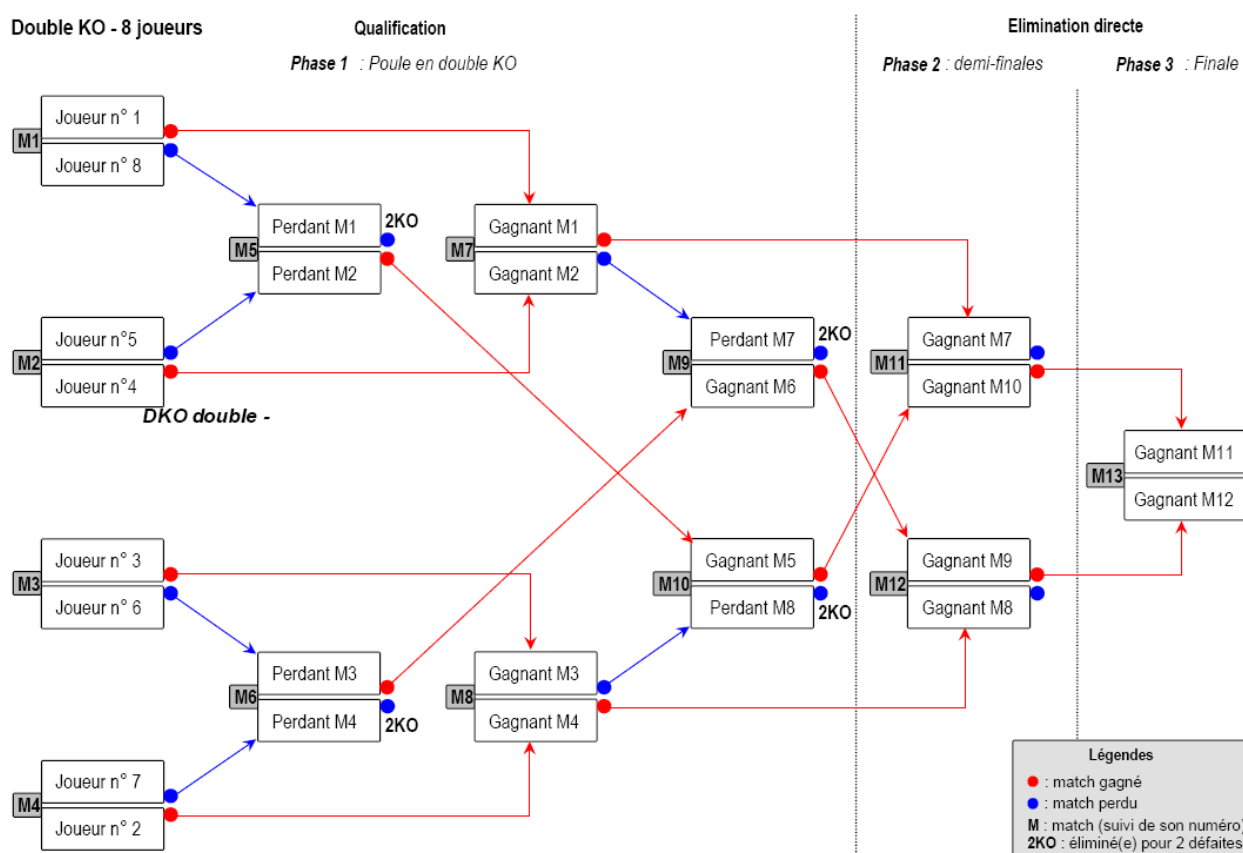 Double KO - 8 joueurs
Qualification
Elimination directe
Phase 1 : Poule en double KO
Phase 2 : demi-finales
Phase 3 : Finale
M1
Joueur n° 1
Joueur n° 8
M5
Perdant M1
Perdant M2
2KO
M7
Gagnant M1
Gagnant M2
M2
Joueur n°5
Joueur n°4
DKO double -
M9
Perdant M7
Gagnant M6
2KO
M11
Gagnant M7
Gagnant M10
M13
Gagnant M11
Gagnant M12
M3
Joueur n° 3
Joueur n° 6
M10
Gagnant M5
Perdant M8
2KO
M12
Gagnant M9
Gagnant M8
M6
Perdant M3
Perdant M4
2KO
M8
Gagnant M3
Gagnant M4
M4
Joueur n° 7
Joueur n° 2
Légendes
: match gagné
: match perdu
M : match (suivi de son numéro)
2KO : éliminé(e) pour 2 défaites